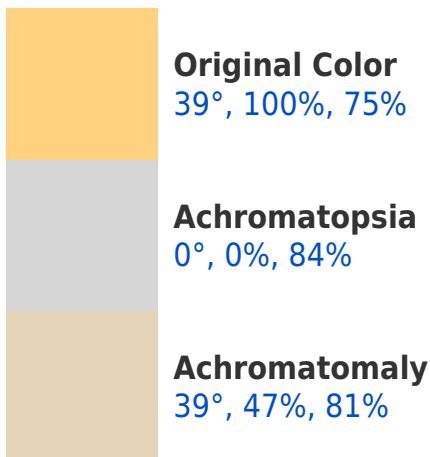 Original Color
39°, 100%, 75%
Achromatopsia
0°, 0%, 84%
Achromatomaly
39°, 47%, 81%